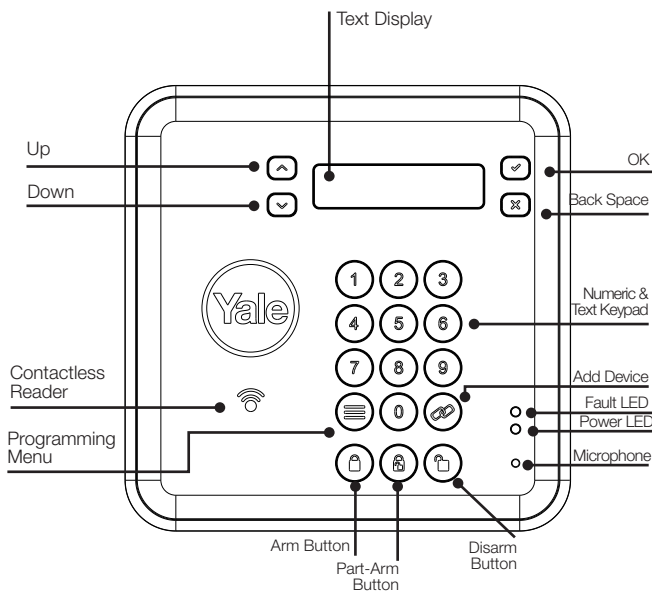 Text Display
Up
Down
OK
Back Space
Yale
1 2 3
4 5 6
7 8 9
0
Numeric &
Text Keypad
Contactless
Reader
Programming
Menu
Add Device
Fault LED
Power LED
Microphone
Arm Button
Part-Arm
Button
Disarm
Button